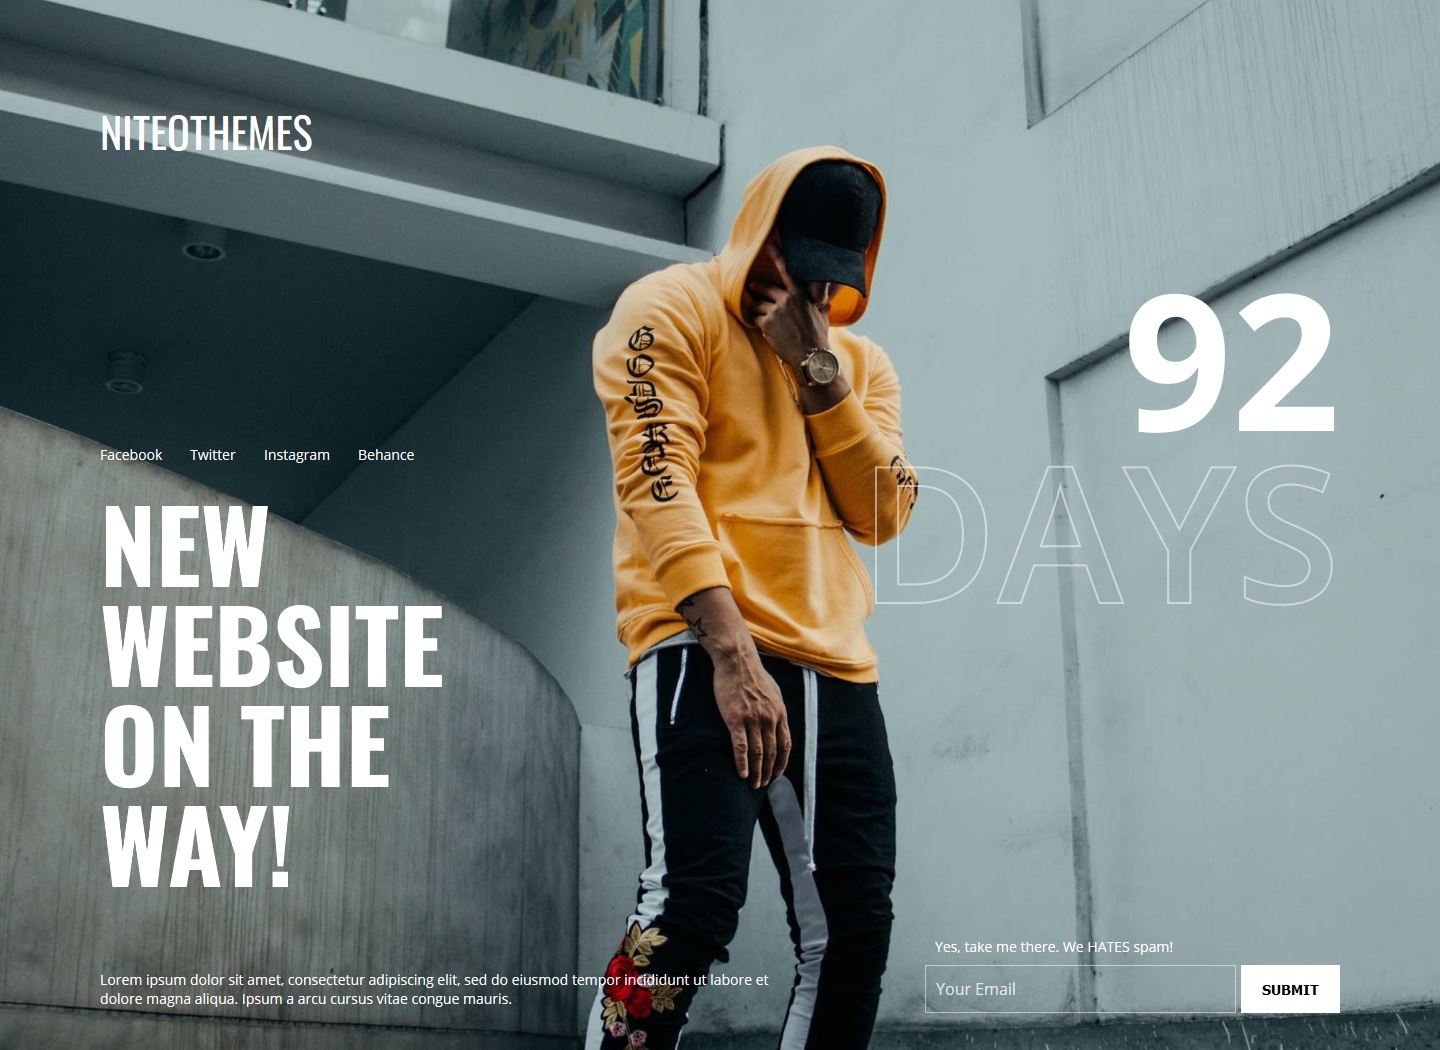 NITEOTHEMES
92
DAYS
Facebook Twitter Instagram Behance
NEW
WEBSITE
ON THE
WAY!
Yes, take me there. We HATES spam!
Lorem ipsum dolor sit amet, consectetur adipiscing elit, sed do eiusmod tempor incididunt ut labore et
dolore magna aliqua. Ipsum a arcu cursus vitae congue mauris.
Your Email
SUBMIT